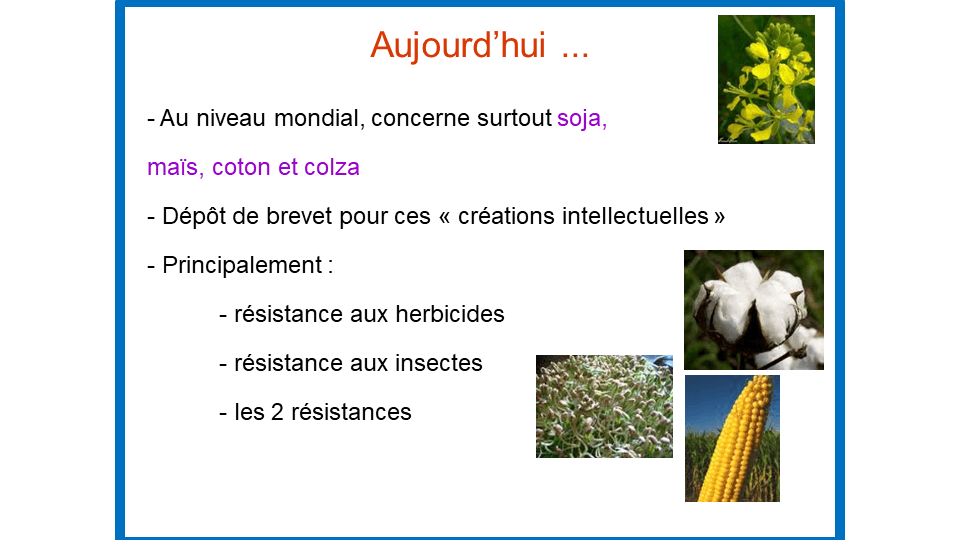 Aujourd’hui ...
- Au niveau mondial, concerne surtout soja,
maïs, coton et colza
- Dépôt de brevet pour ces « créations intellectuelles »
- Principalement :
- résistance aux herbicides
- résistance aux insectes
- les 2 résistances